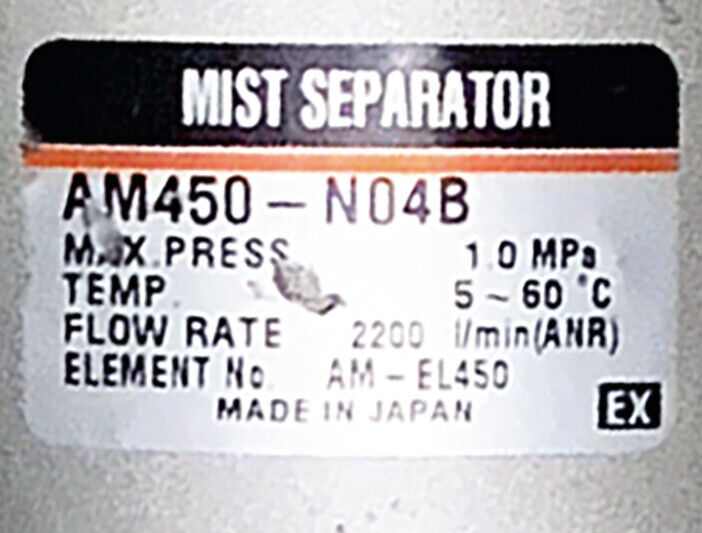 MIST SEPARATOR
AM450-N04B
MAX.PRESS 1.0 MPa
TEMP 5~60 °C
FLOW RATE 2200 l/min(ANR)
ELEMENT No. AM-EL450
MADE IN JAPAN
EX